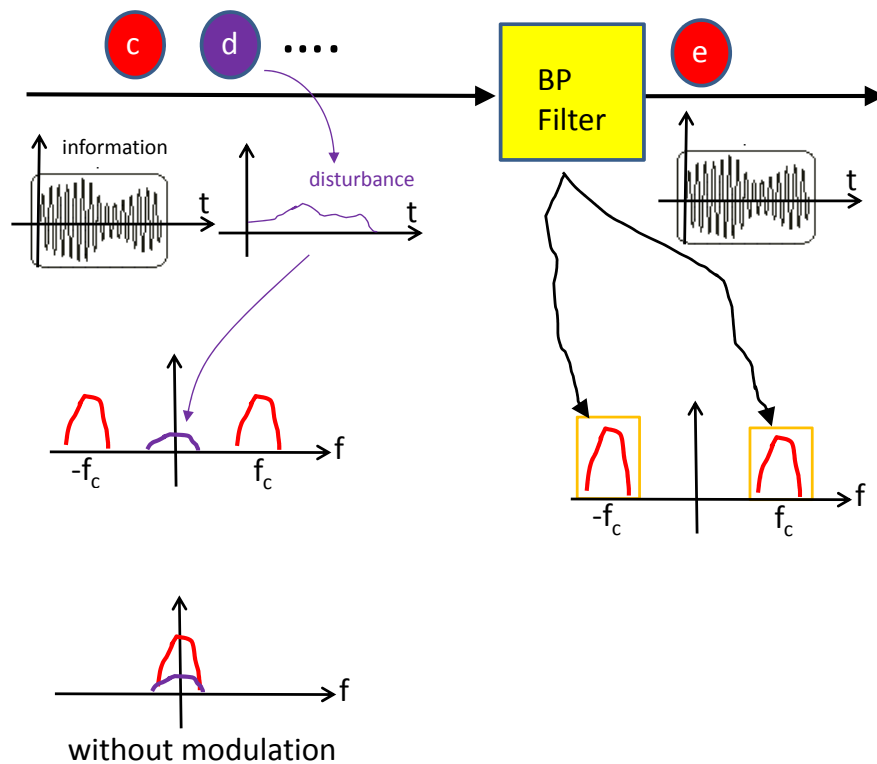 c
d
....
BP
Filter
e
information
t
disturbance
t
t
-fc
fc
f
-fc
fc
f
f
without modulation